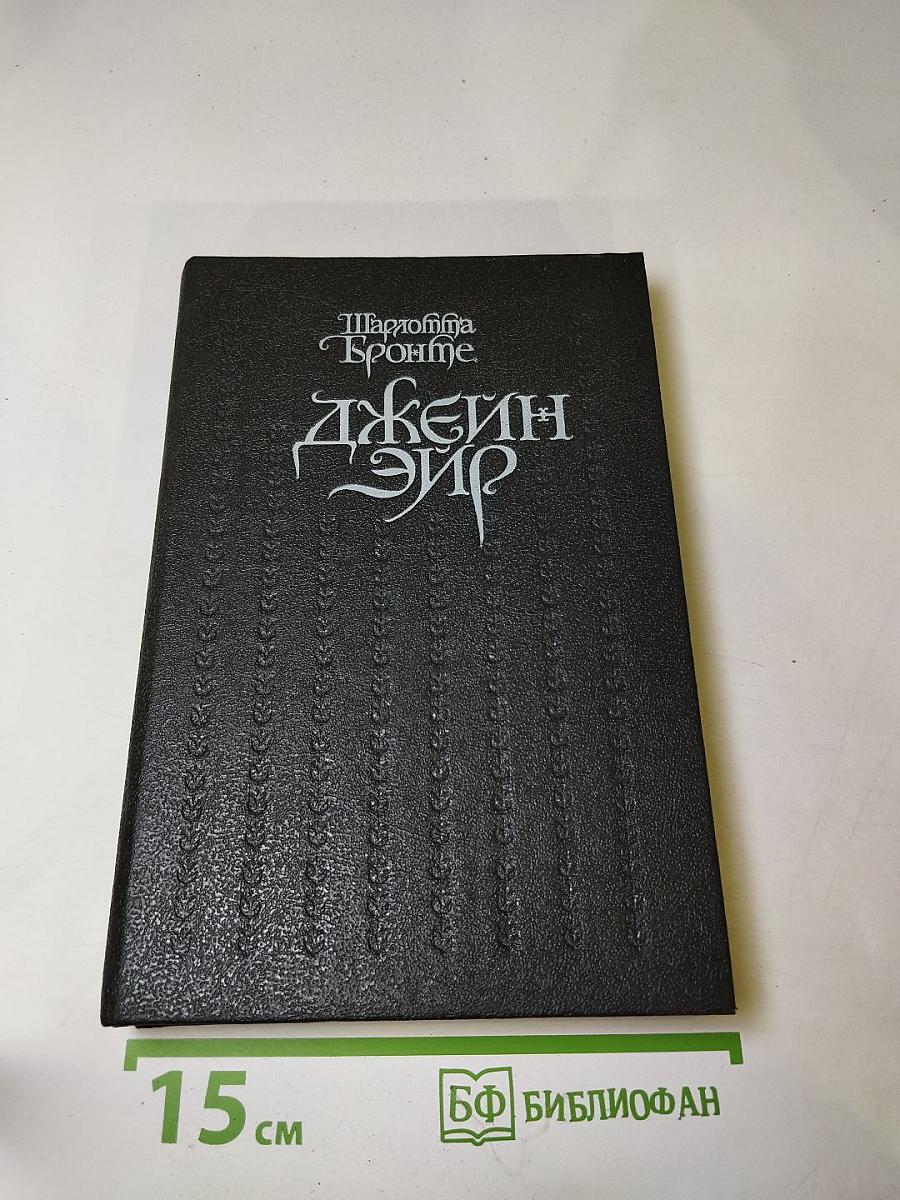 Шарлотта
Бронте
ДЖЕЙН
ЭЙР
15 см
БФ БИБЛИОФАН